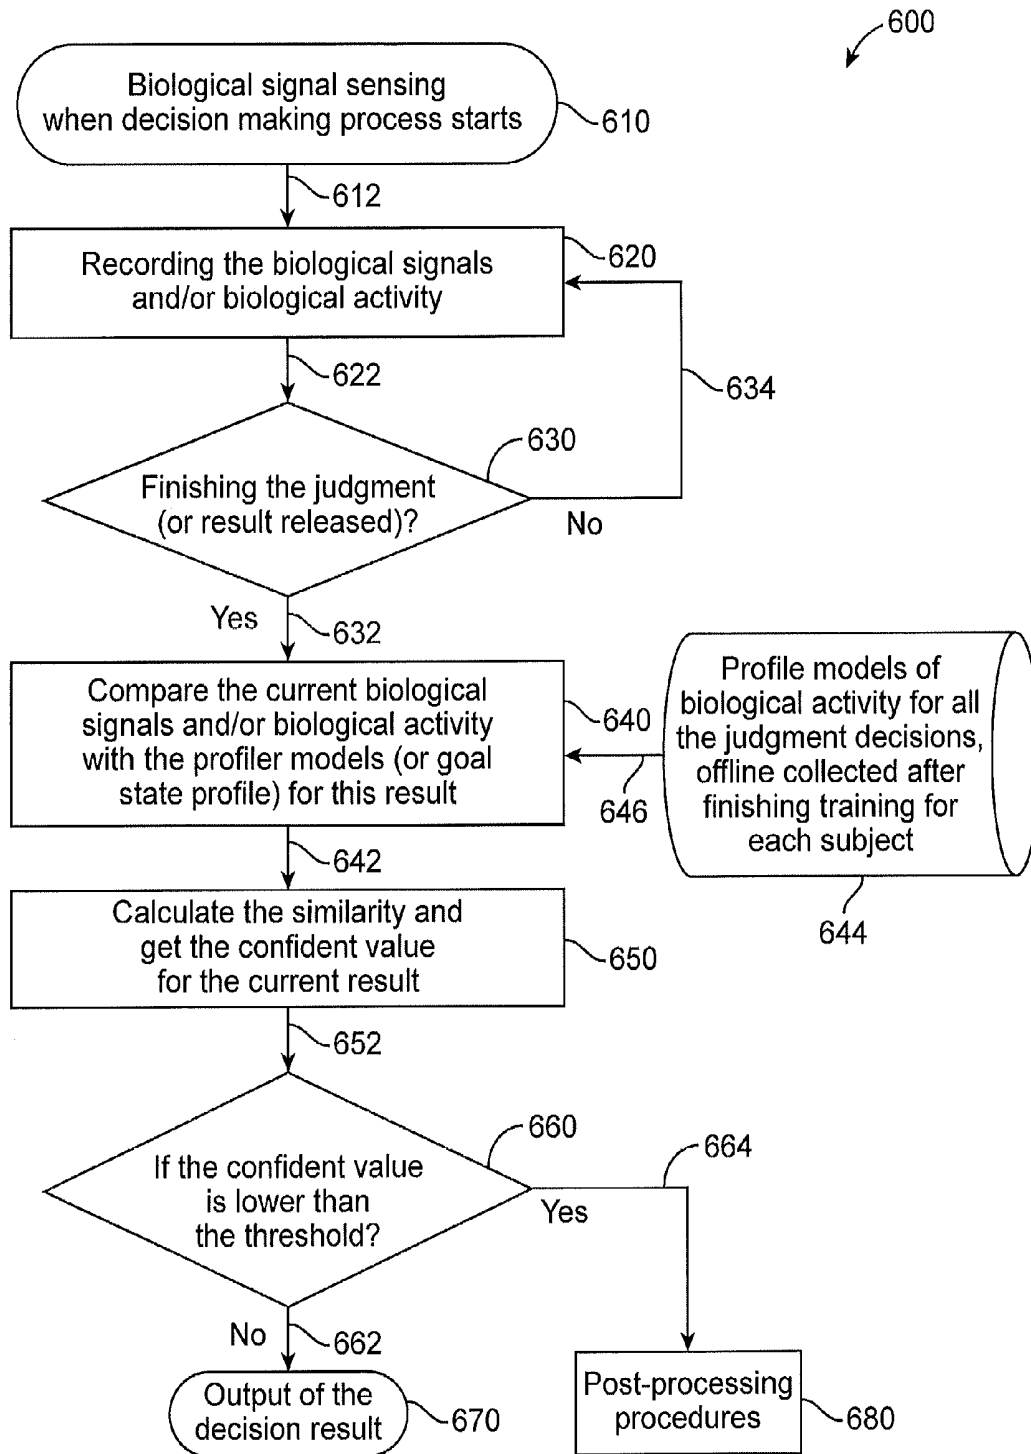 600
Biological signal sensing
when decision making process starts
610
612
Recording the biological signals
and/or biological activity
620
622
634
630
Finishing the judgment
(or result released)?
No
Yes
632
Compare the current biological
signals and/or biological activity
with the profiler models (or goal
state profile) for this result
640
646
Profile models of
biological activity for all
the judgment decisions,
offline collected after
finishing training for
each subject
644
642
Calculate the similarity and
get the confident value
for the current result
650
652
660
If the confident value
is lower than
the threshold?
664
Yes
No
662
Output of the
decision result
670
Post-processing
procedures
680